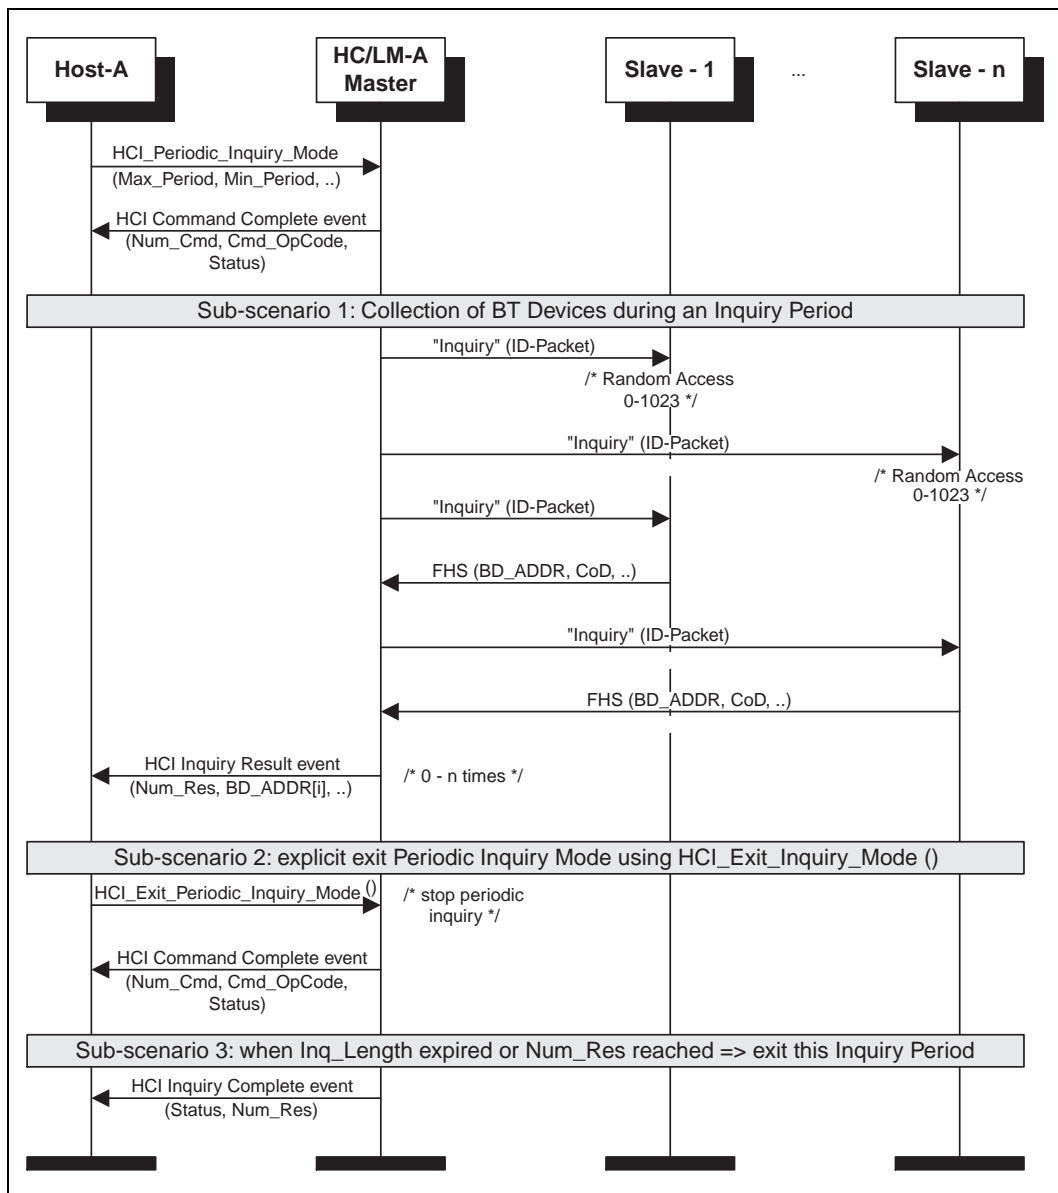 Host-A
HC/LM-A
Master
Slave - 1
...
Slave - n
HCI_Periodic_Inquiry_Mode
(Max_Period, Min_Period, ..)
HCI Command Complete event
(Num_Cmd, Cmd_OpCode,
Status)
Sub-scenario 1: Collection of BT Devices during an Inquiry Period
"Inquiry" (ID-Packet)
/* Random Access
0-1023 */
"Inquiry" (ID-Packet)
/* Random Access
0-1023 */
"Inquiry" (ID-Packet)
FHS (BD_ADDR, CoD, ..)
"Inquiry" (ID-Packet)
FHS (BD_ADDR, CoD, ..)
HCI Inquiry Result event
(Num_Res, BD_ADDR[i], ..)
/* 0 - n times */
Sub-scenario 2: explicit exit Periodic Inquiry Mode using HCI_Exit_Inquiry_Mode ()
HCI_Exit_Periodic_Inquiry_Mode ()
/* stop periodic
inquiry */
HCI Command Complete event
(Num_Cmd, Cmd_OpCode,
Status)
Sub-scenario 3: when Inq_Length expired or Num_Res reached => exit this Inquiry Period
HCI Inquiry Complete event
(Status, Num_Res)